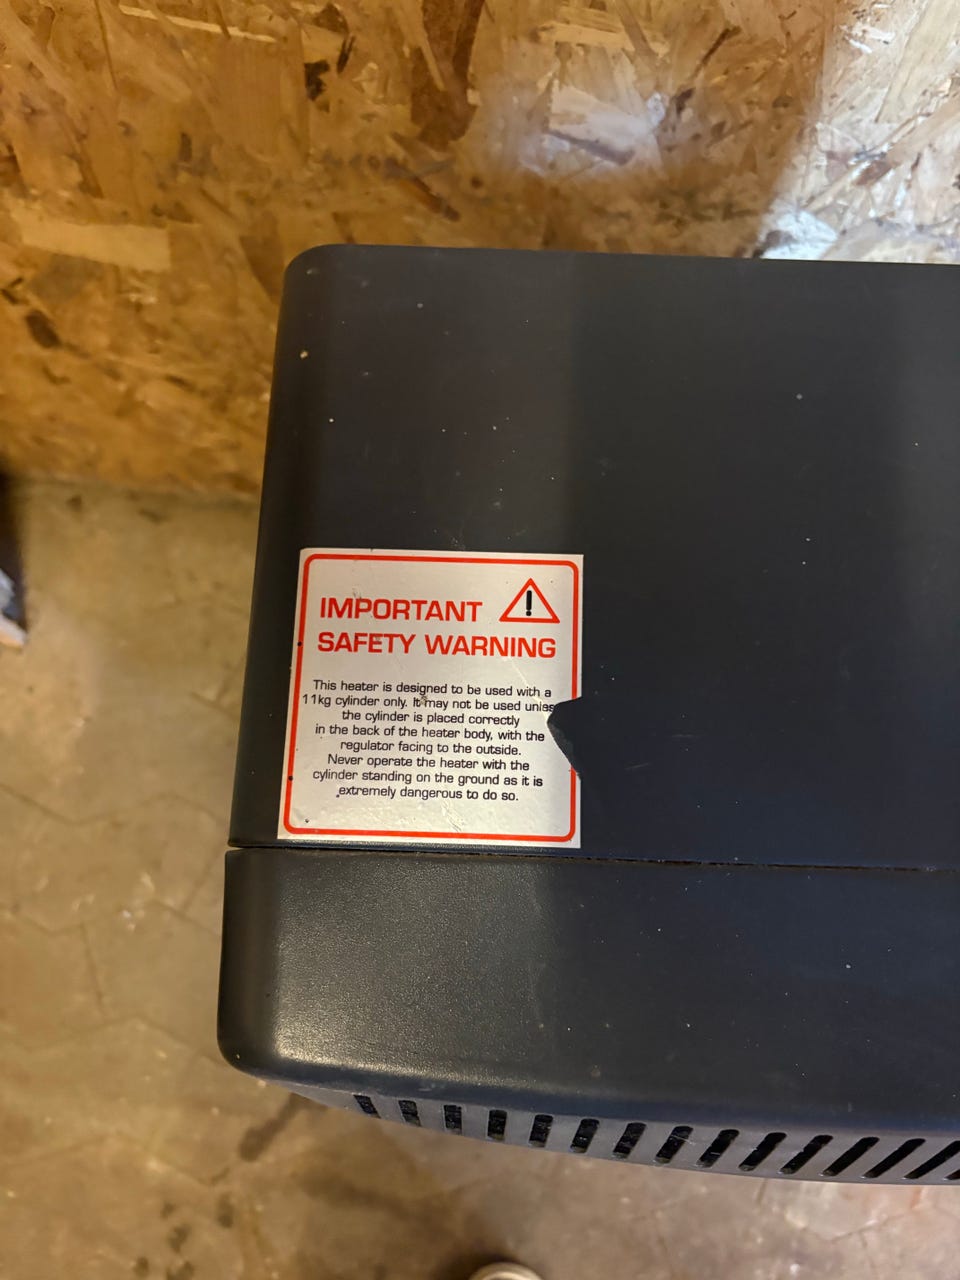 IMPORTANT
SAFETY WARNING
This heater is designed to be used with a
11kg cylinder only. It may not be used unles
the cylinder is placed correctly
in the back of the heater body, with the
regulator facing to the outside.
Never operate the heater with the
cylinder standing on the ground as it is
extremely dangerous to do so.